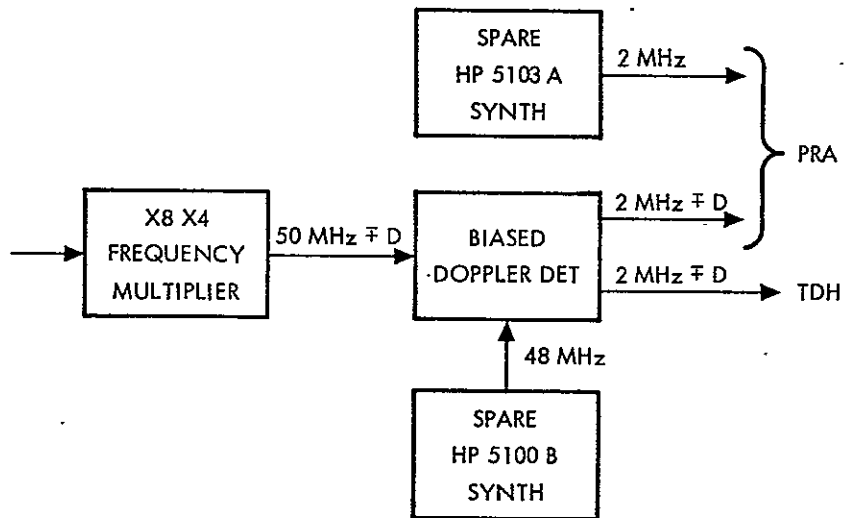 SPARE
HP 5103 A
SYNTH
2 MHz
PRA
X8 X4
FREQUENCY
MULTIPLIER
50 MHz ∓ D
BIASED
DOPPLER DET
2 MHz ∓ D
2 MHz ∓ D
TDH
48 MHz
SPARE
HP 5100 B
SYNTH